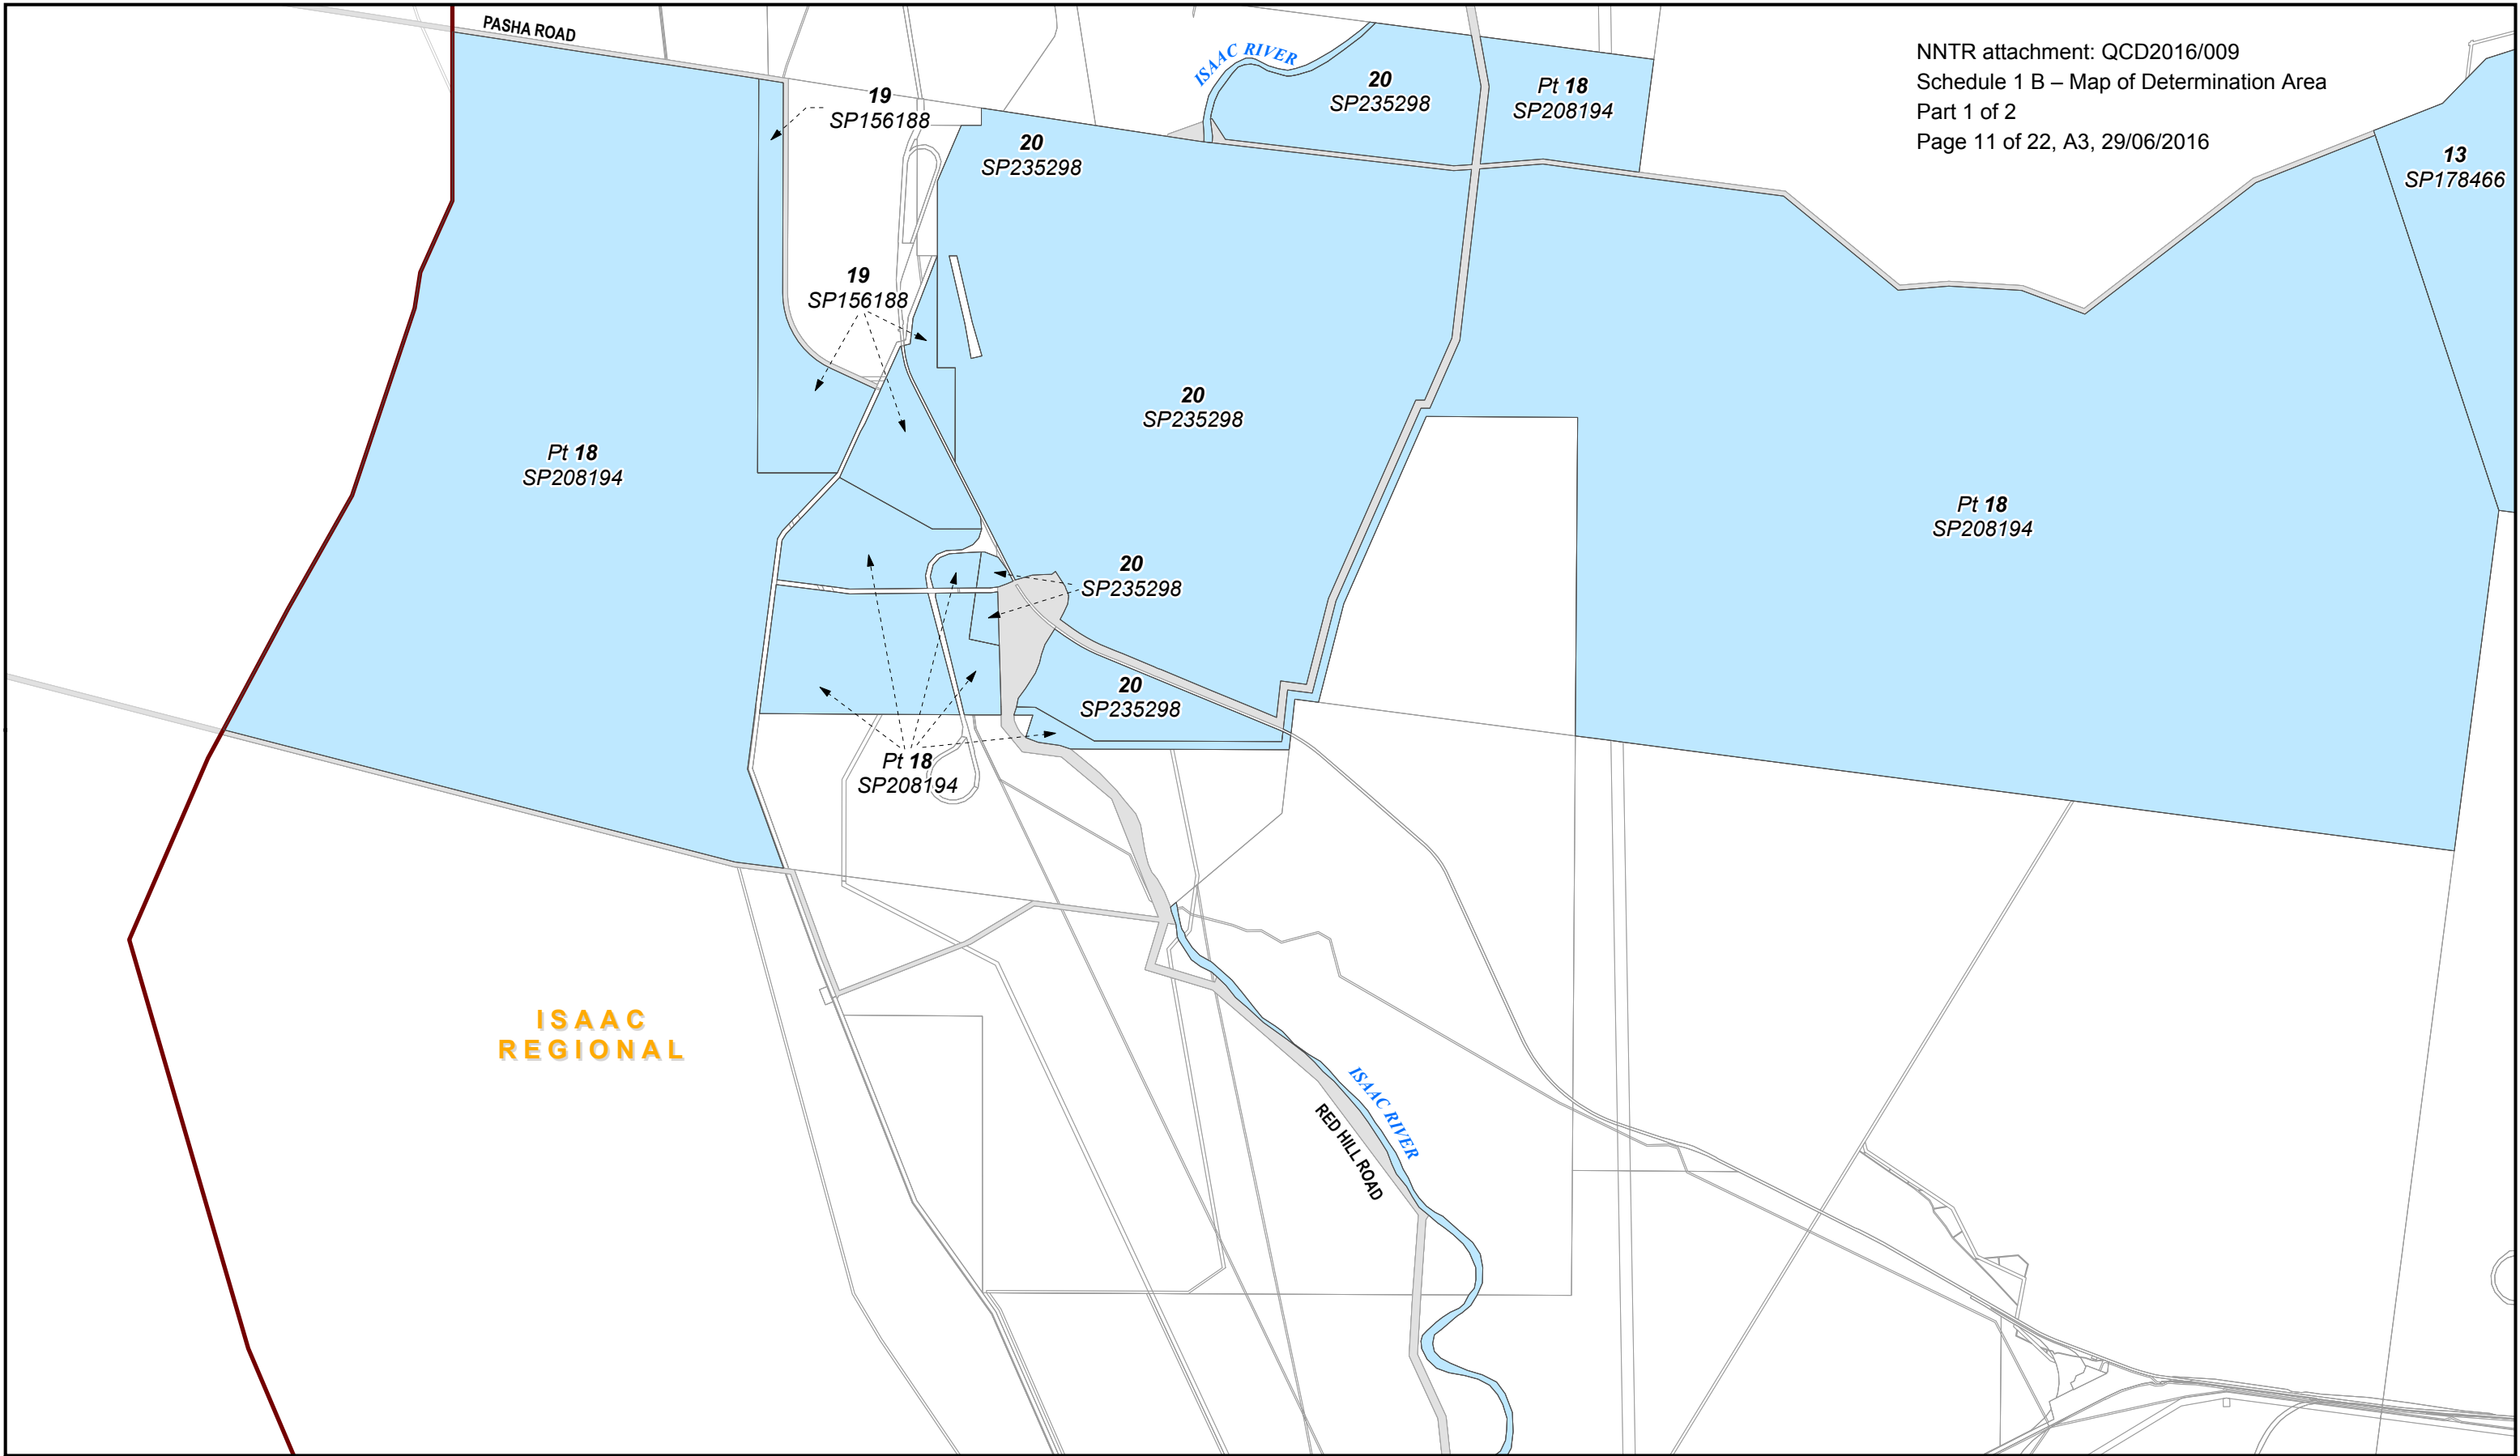 PASHA ROAD
ISAAC RIVER
NNTR attachment: QCD2016/009
Schedule 1 B – Map of Determination Area
Part 1 of 2
Page 11 of 22, A3, 29/06/2016
19
SP156188
20
SP235298
20
SP235298
Pt 18
SP208194
13
SP178466
19
SP156188
20
SP235298
Pt 18
SP208194
Pt 18
SP208194
20
SP235298
20
SP235298
Pt 18
SP208194
ISAAC
REGIONAL
ISAAC RIVER
RED HILL ROAD